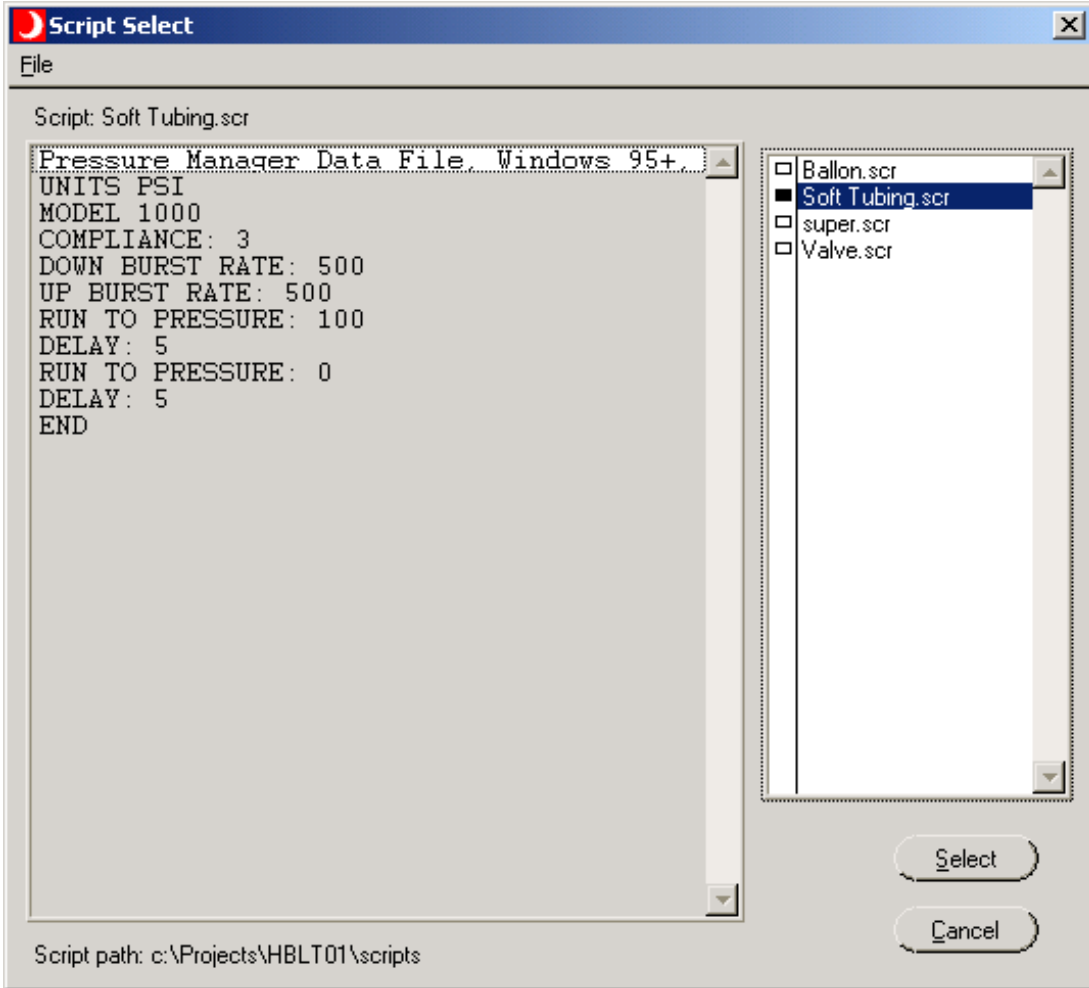 Script Select
File
Script: Soft Tubing.scr
Pressure Manager Data File, Windows 95+,
UNITS PSI
MODEL 1000
COMPLIANCE: 3
DOWN BURST RATE: 500
UP BURST RATE: 500
RUN TO PRESSURE: 100
DELAY: 5
RUN TO PRESSURE: 0
DELAY: 5
END
Ballon.scr
Soft Tubing.scr
super.scr
Valve.scr
Select
Cancel
Script path: c:\Projects\HBLT01\scripts